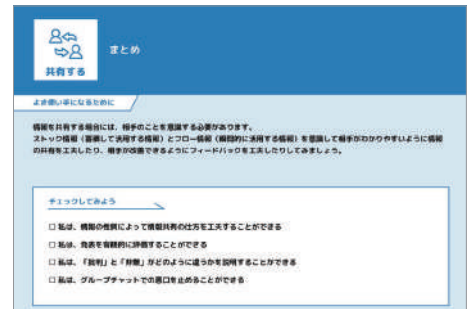 共有する
まとめ
よき使い手になるために
情報を共有する場合には、相手のことを意識する必要があります。
ストック情報（蓄積して活用する情報）とフロー情報（瞬間的に活用する情報）を意識して相手がわかりやすいように情報
の共有を工夫したり、相手が改善できるようにフィードバックを工夫したりしてみましょう。
チェックしてみよう
□ 私は、情報の性質によって情報共有の仕方を工夫することができる
□ 私は、発表を客観的に評価することができる
□ 私は、「批判」と「非難」がどのように違うかを説明することができる
□ 私は、グループチャットでの悪口を止めることができる